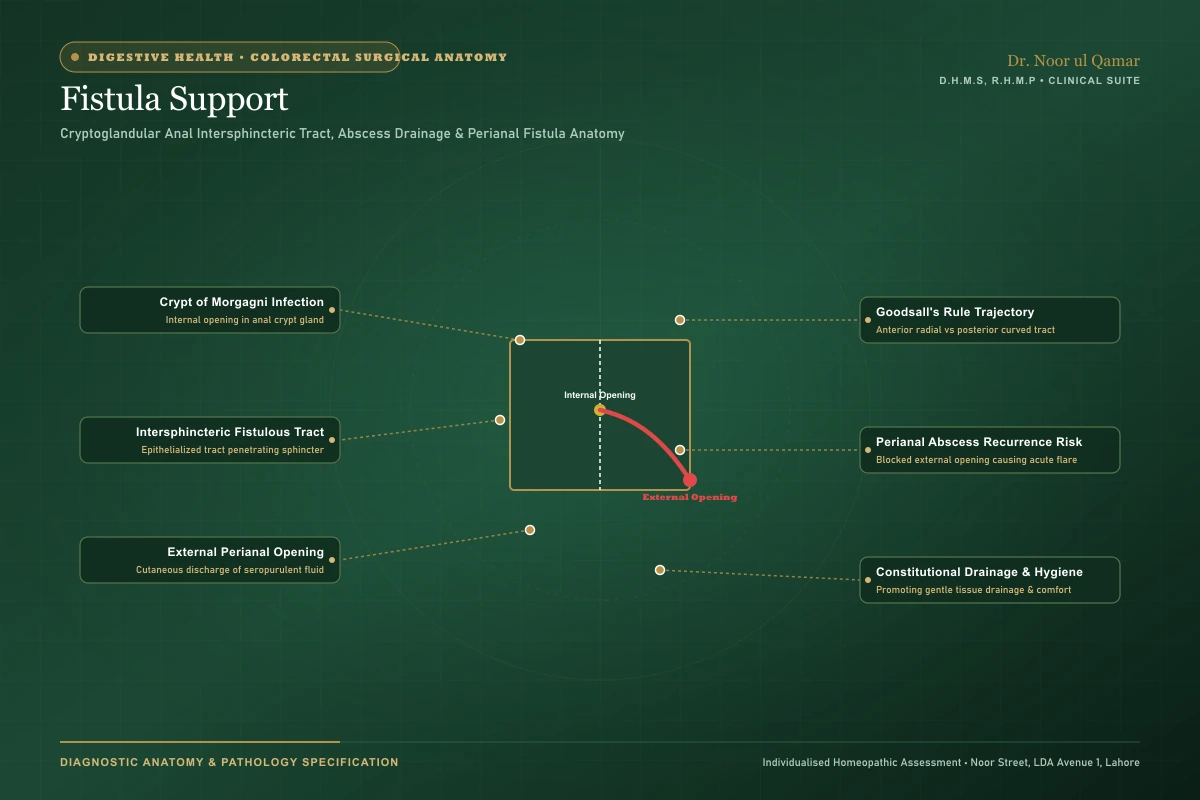 DIGESTIVE HEALTH • COLORECTAL SURGICAL ANATOMY
Fistula Support
Cryptoglandular Anal Intersphincteric Tract, Abscess Drainage & Perianal Fistula Anatomy
Dr. Noor ul Qamar
D.H.M.S, R.H.M.P • CLINICAL SUITE
Crypt of Morgagni Infection
Internal opening in anal crypt gland
Intersphincteric Fistulous Tract
Epithelialized tract penetrating sphincter
External Perianal Opening
Cutaneous discharge of seropurulent fluid
Internal Opening
External Opening
Goodsall's Rule Trajectory
Anterior radial vs posterior curved tract
Perianal Abscess Recurrence Risk
Blocked external opening causing acute flare
Constitutional Drainage & Hygiene
Promoting gentle tissue drainage & comfort
DIAGNOSTIC ANATOMY & PATHOLOGY SPECIFICATION
Individualised Homeopathic Assessment • Noor Street, LDA Avenue 1, Lahore